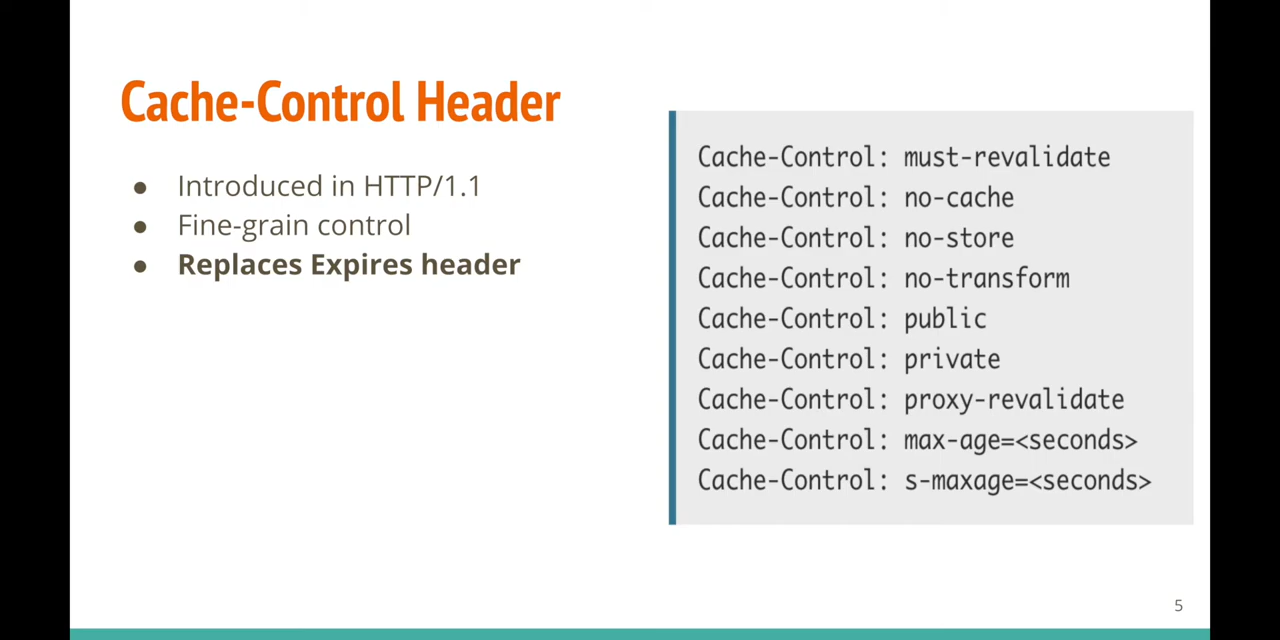 Cache-Control Header
● Introduced in HTTP/1.1
● Fine-grain control
● Replaces Expires header
Cache-Control: must-revalidate
Cache-Control: no-cache
Cache-Control: no-store
Cache-Control: no-transform
Cache-Control: public
Cache-Control: private
Cache-Control: proxy-revalidate
Cache-Control: max-age=<seconds>
Cache-Control: s-maxage=<seconds>
5